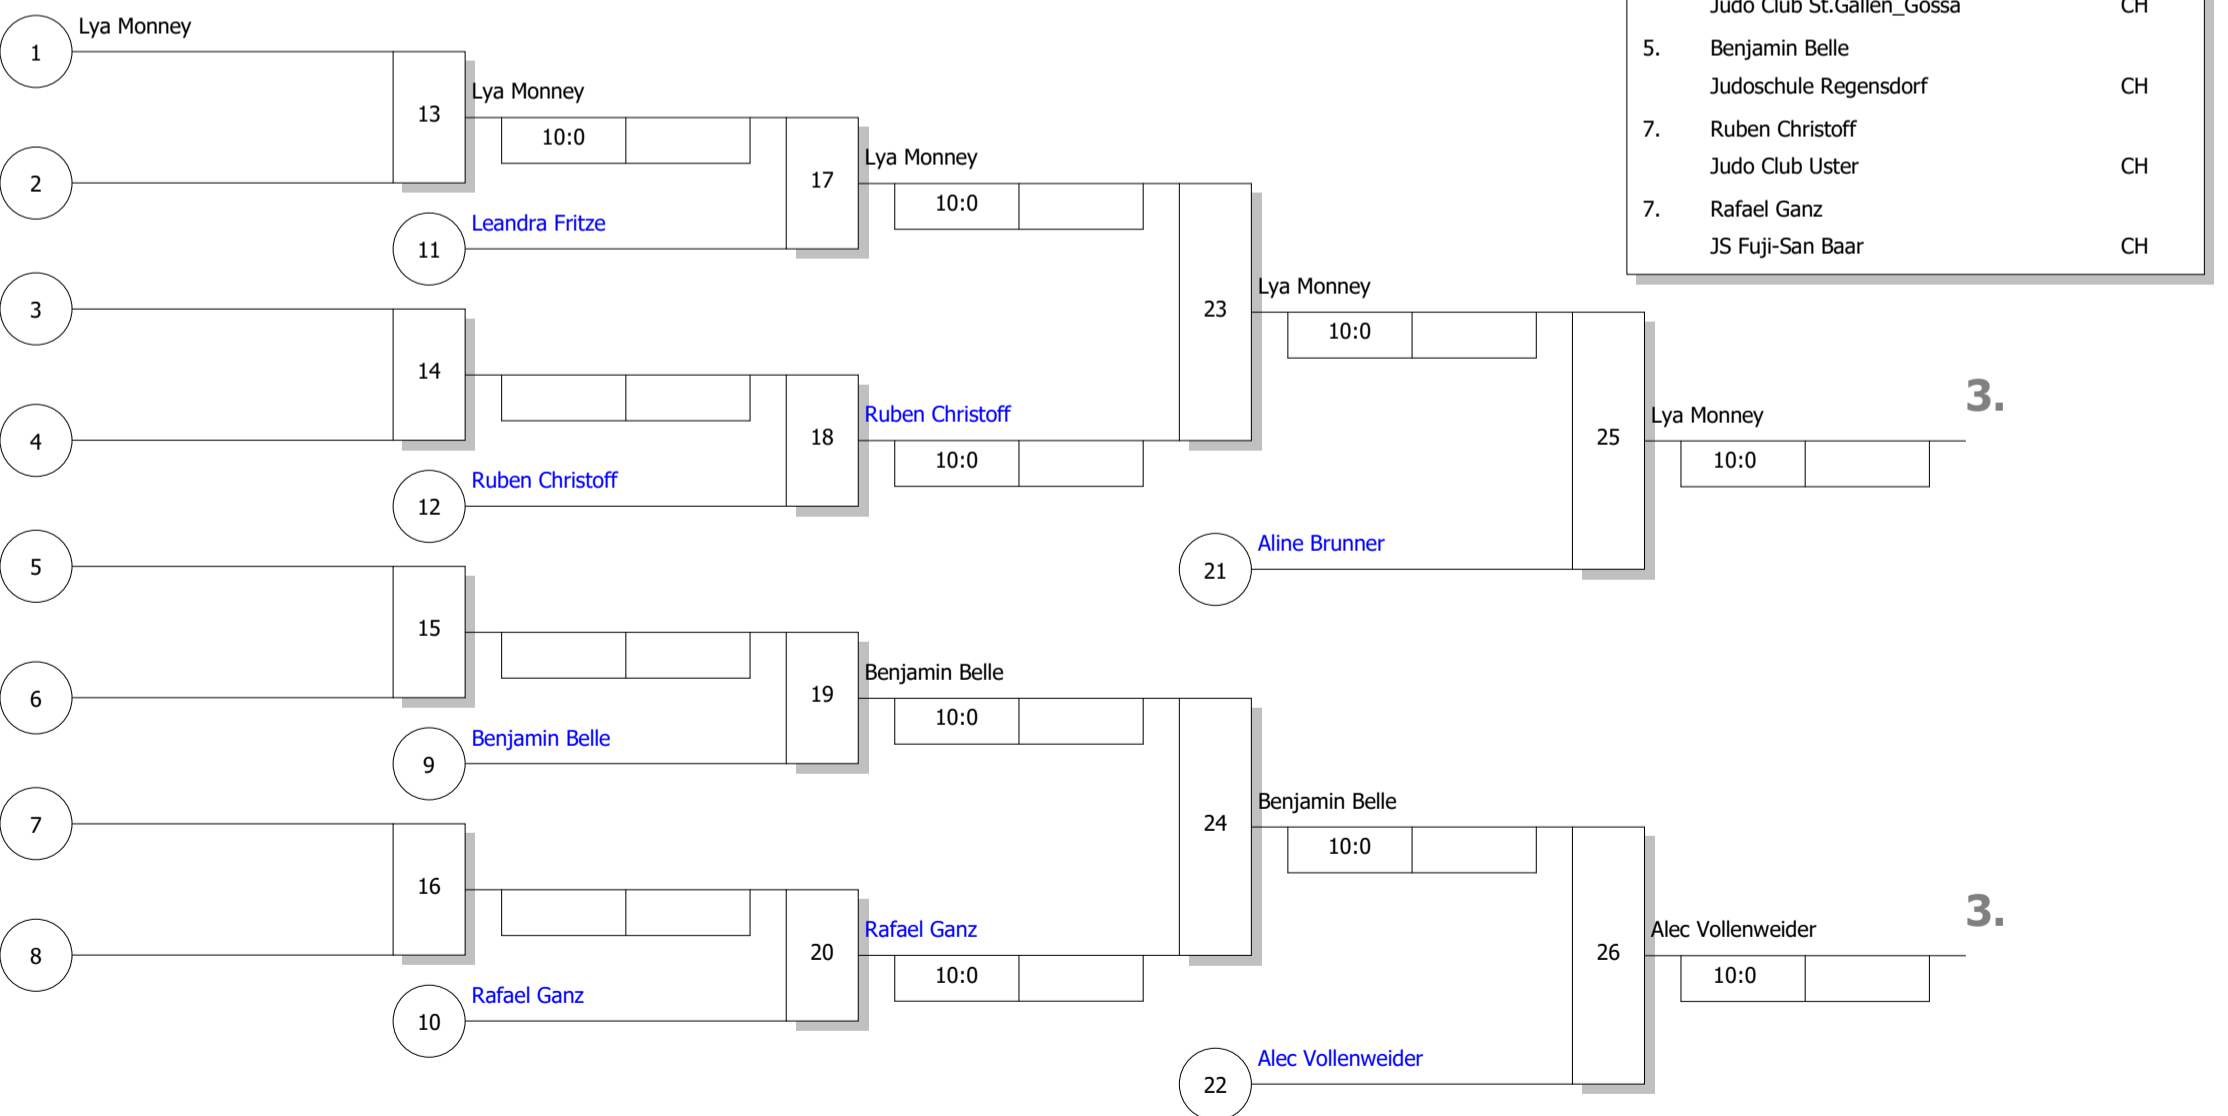 Judo Club St.Gallen_Gossa CH
5. Benjamin Belle
Judoschule Regensdorf CH
7. Ruben Christoff
Judo Club Uster CH
7. Rafael Ganz
JS Fuji-San Baar CH
Lya Monney
1
Lya Monney
13
10:0
Lya Monney
2
17
10:0
Leandra Fritze
11
3
Lya Monney
23
10:0
14
3.
Ruben Christoff
Lya Monney
4
18
25
10:0
10:0
Ruben Christoff
12
Aline Brunner
5
21
15
Benjamin Belle
6
19
10:0
Benjamin Belle
9
Benjamin Belle
7
24
10:0
16
3.
Rafael Ganz
Alec Vollenweider
8
20
26
10:0
10:0
Rafael Ganz
10
Alec Vollenweider
22